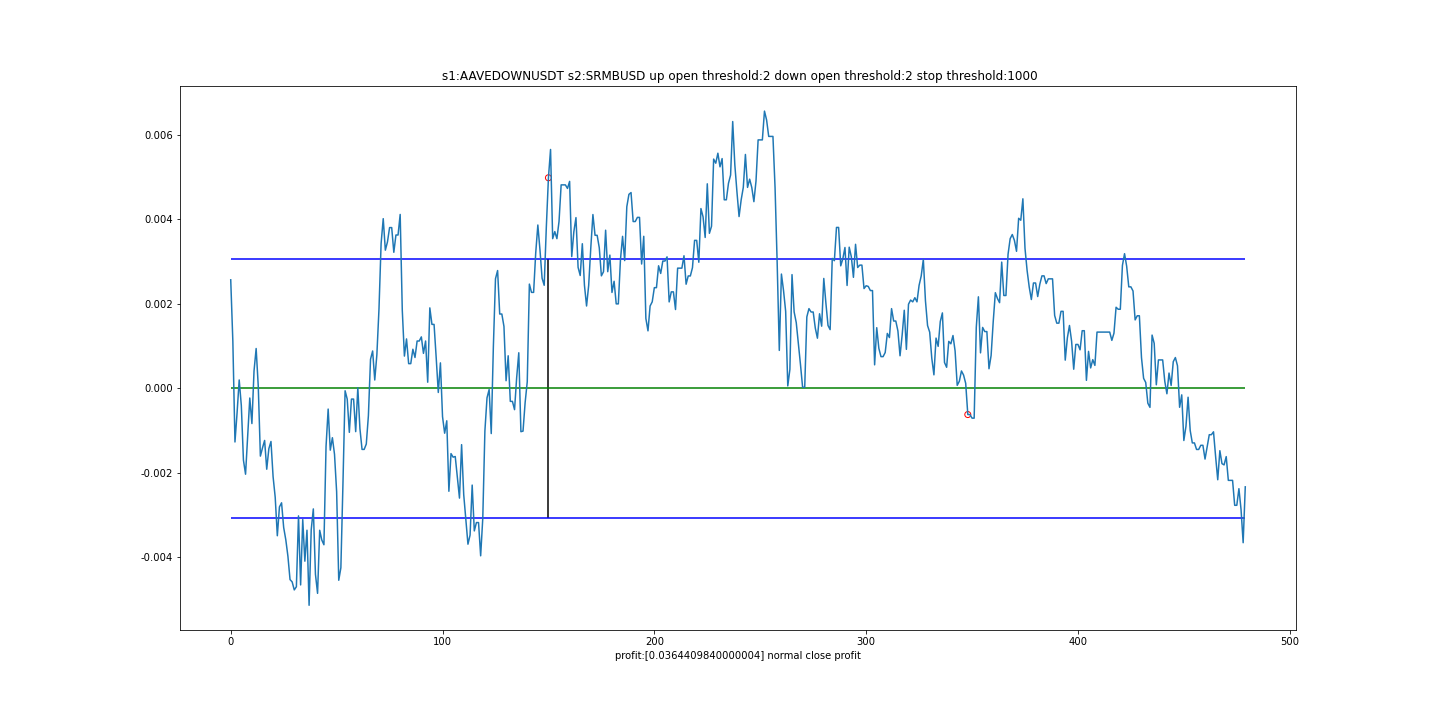 s1:AAVEDOWNUSDT s2:SRMBUSD up open threshold:2 down open threshold:2 stop threshold:1000
0.006
0.004
0.002
0.000
-0.002
-0.004
0 100 200 300 400 500
profit:[0.0364409840000004] normal close profit